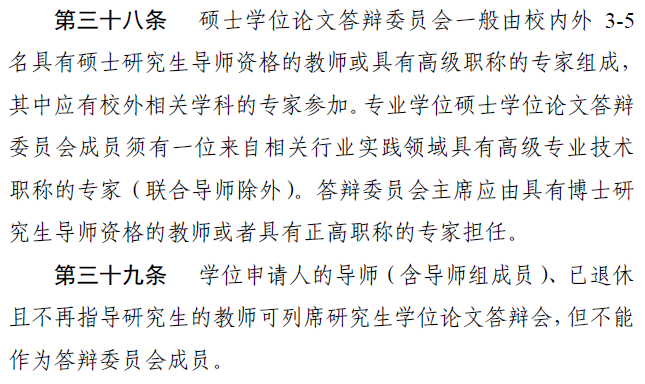 第三十八条 硕士学位论文答辩委员会一般由校内外 3-5
名具有硕士研究生导师资格的教师或具有高级职称的专家组成，
其中应有校外相关学科的专家参加。专业学位硕士学位论文答辩
委员会成员须有一位来自相关行业实践领域具有高级专业技术
职称的专家（联合导师除外）。答辩委员会主席应由具有博士研
究生导师资格的教师或者具有正高职称的专家担任。
第三十九条 学位申请人的导师（含导师组成员）、已退休
且不再指导研究生的教师可列席研究生学位论文答辩会，但不能
作为答辩委员会成员。